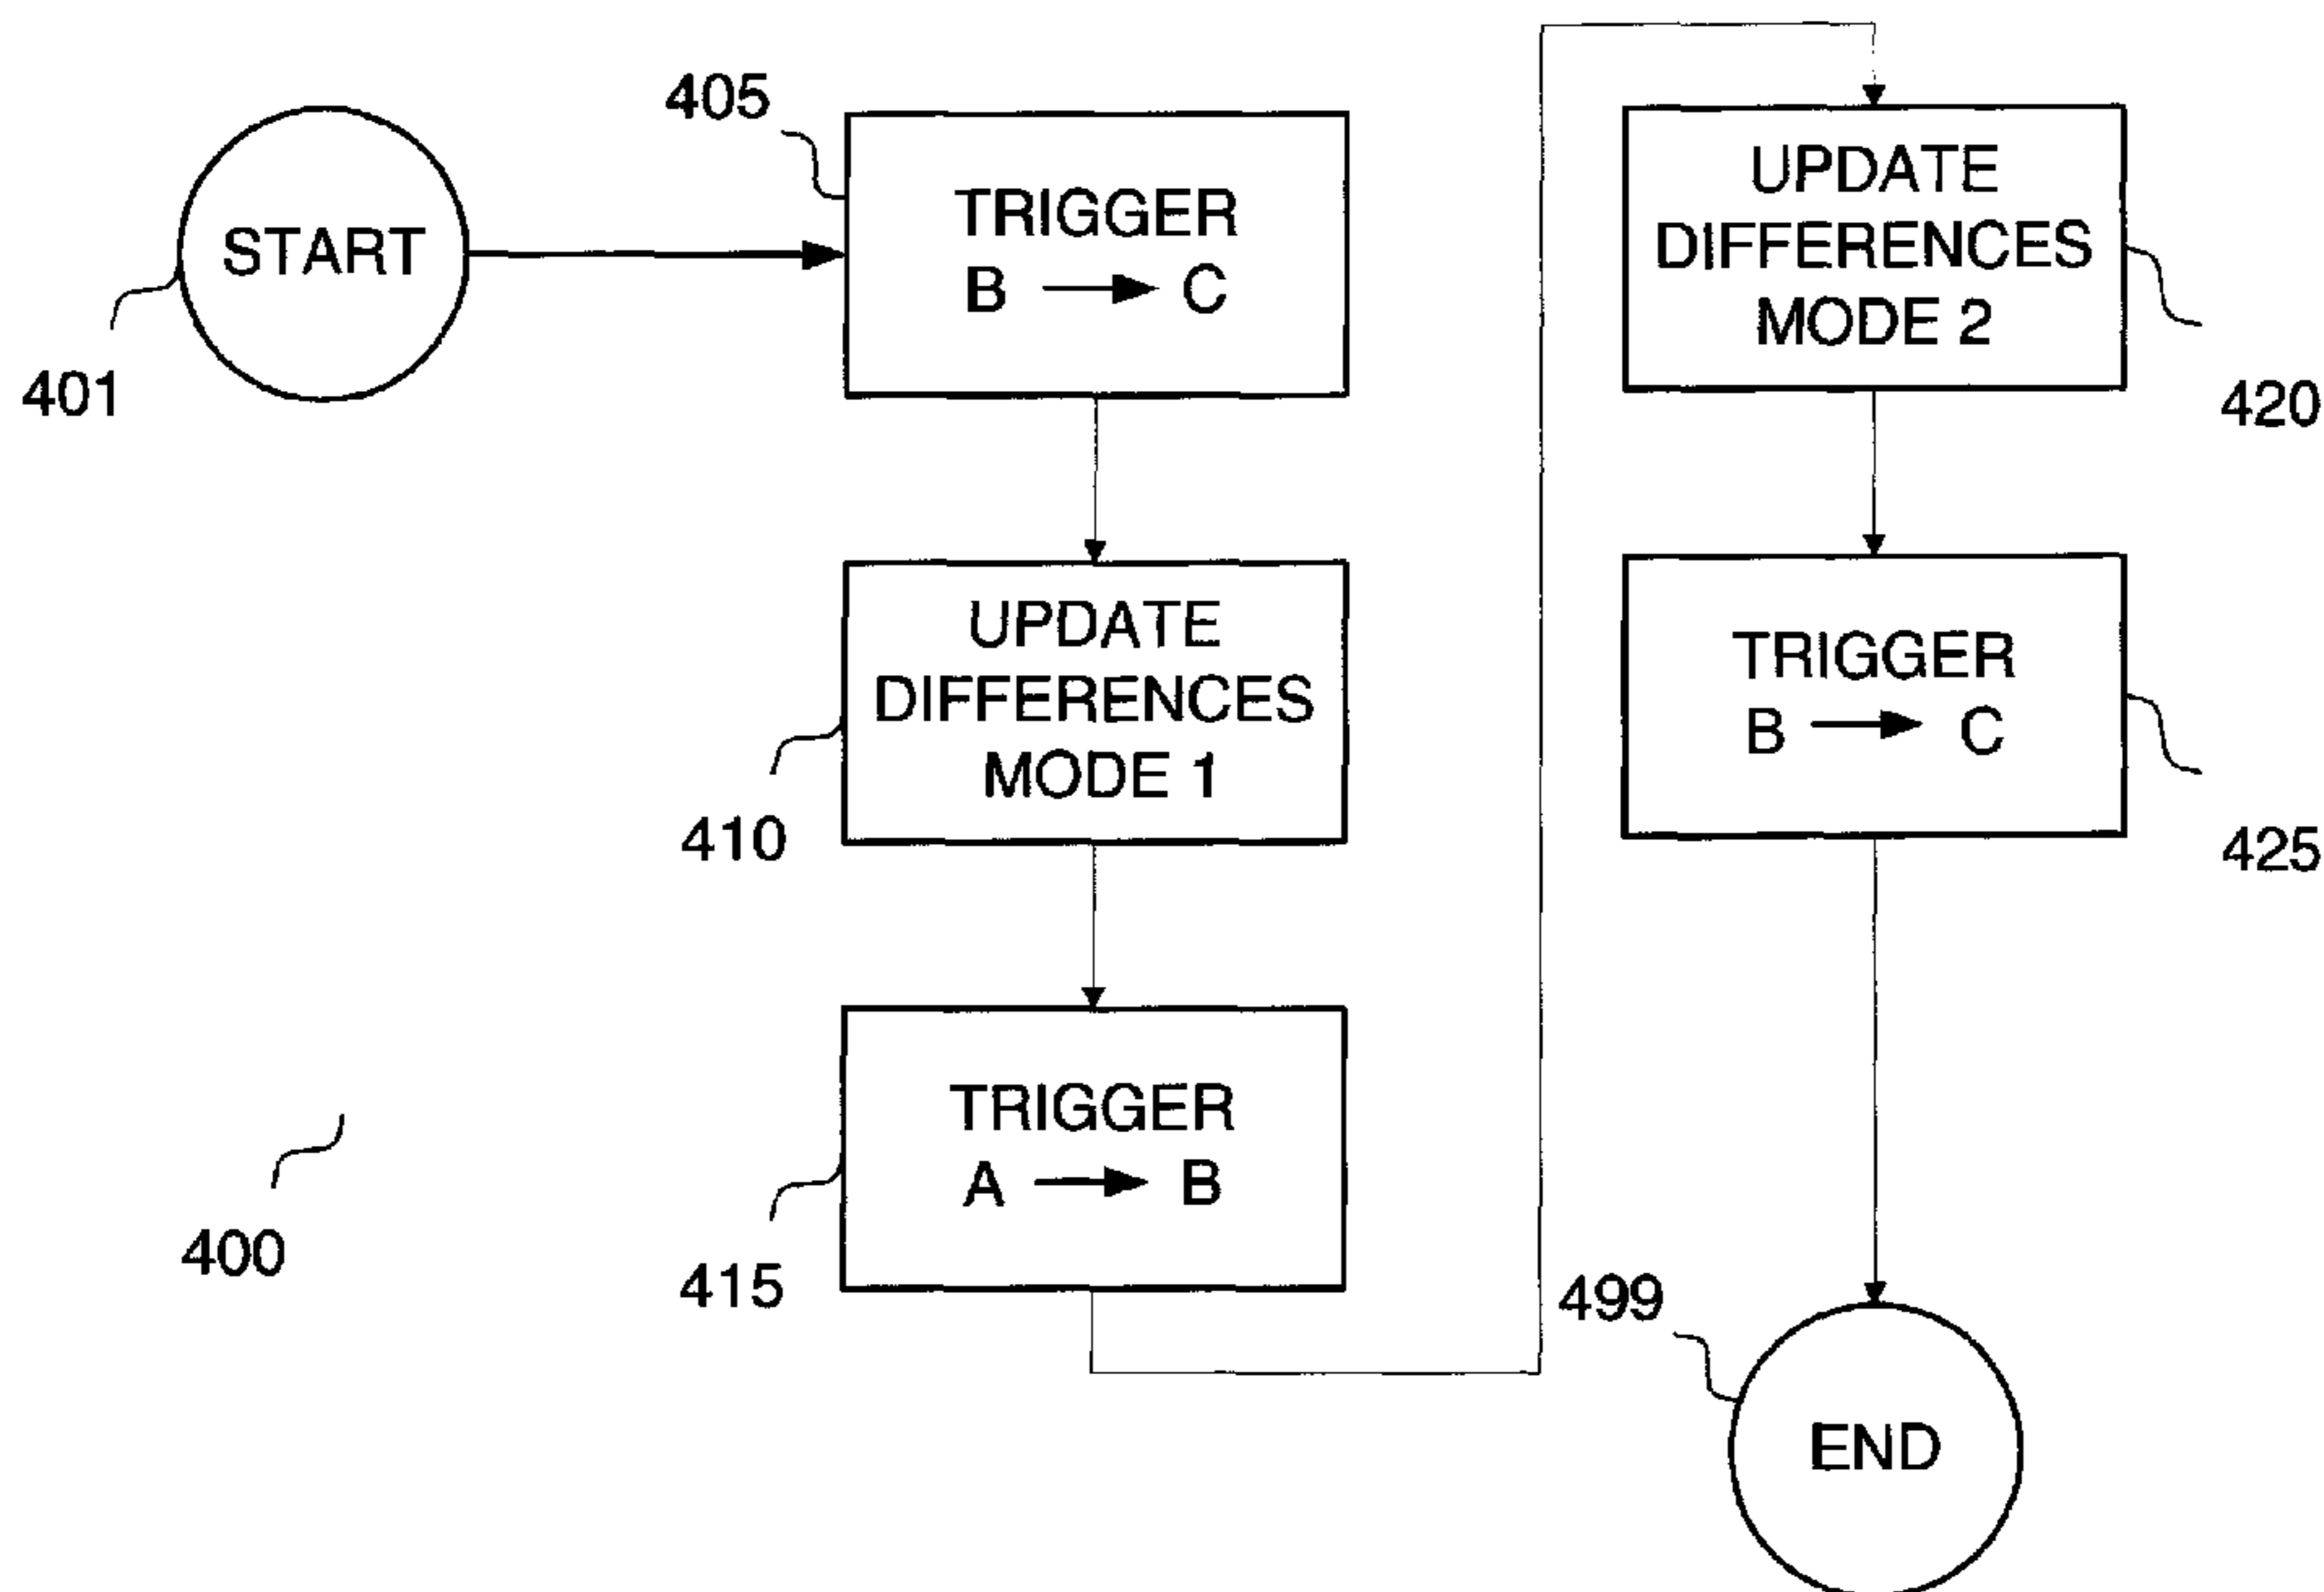 401
START
405
TRIGGER
B → C
410
UPDATE
DIFFERENCES
MODE 1
415
TRIGGER
A → B
420
UPDATE
DIFFERENCES
MODE 2
425
TRIGGER
B → C
499
END
400